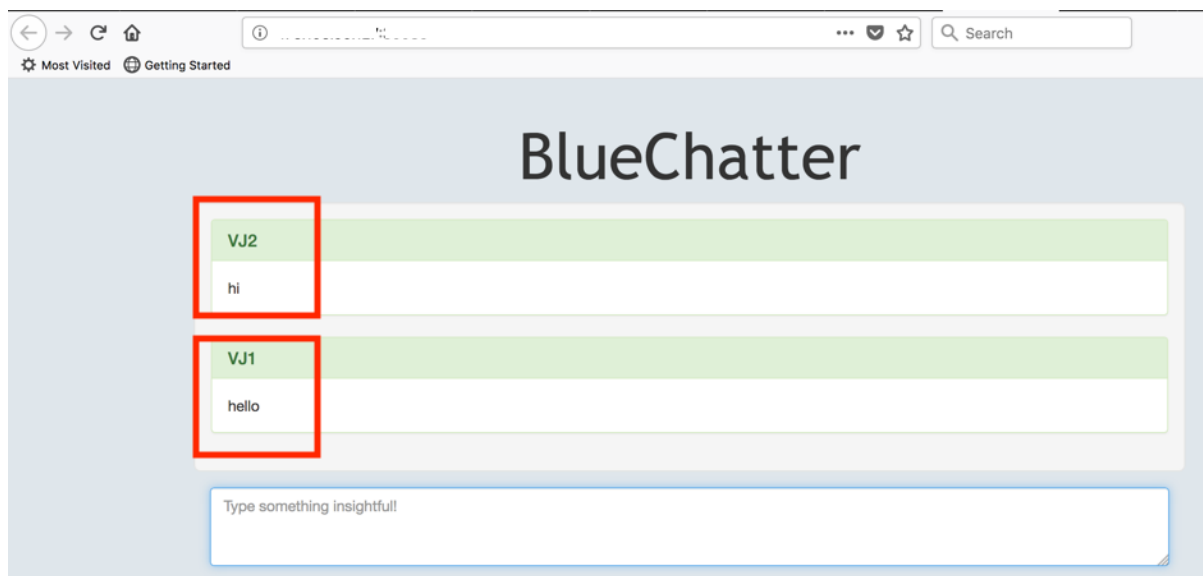 Search
Most Visited Getting Started
BlueChatter
VJ2
hi
VJ1
hello
Type something insightful!